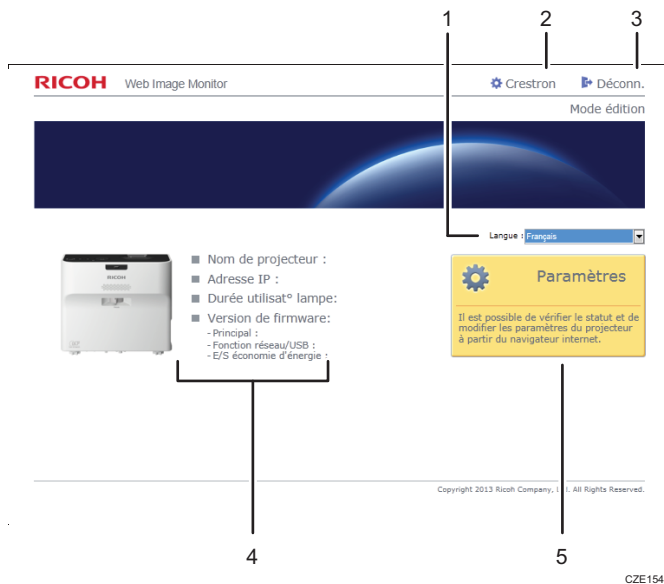 1 2 3
RICOH Web Image Monitor Crestron Déconn.
Mode édition
Langue : Français
RICOH
Nom de projecteur :
Adresse IP :
Durée utilisat° lampe:
Version de firmware:
- Principal :
- Fonction réseau/USB :
- E/S économie d'énergie :
Paramètres
Il est possible de vérifier le statut et de
modifier les paramètres du projecteur
à partir du navigateur internet.
Copyright 2013 Ricoh Company, All Rights Reserved.
4 5
CZE154